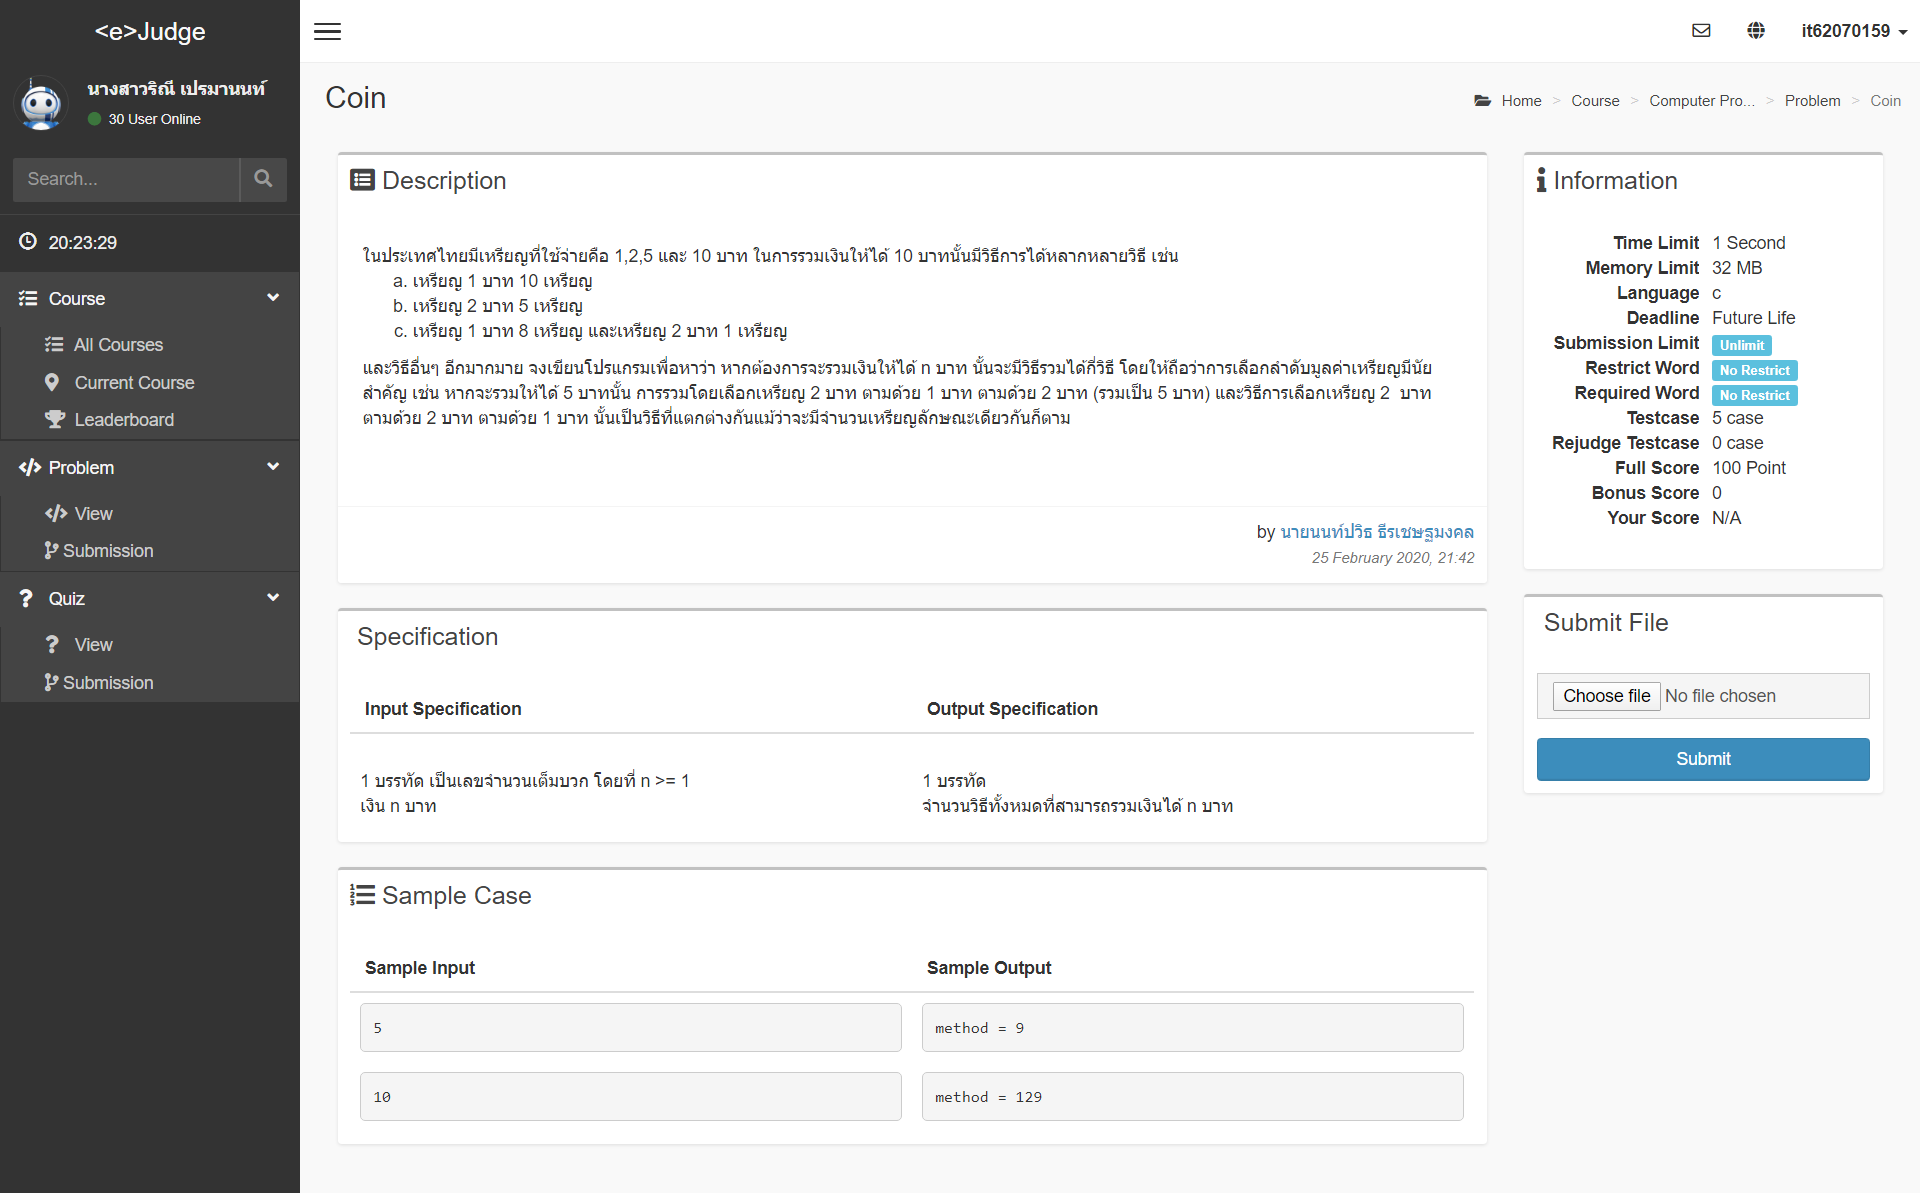 <e>Judge
นางสาวริณี เปรมานนท์
30 User Online
Search...
20:23:29
Course
All Courses
Current Course
Leaderboard
Problem
View
Submission
Quiz
View
Submission
it62070159
Coin
Home > Course > Computer Pro... > Problem > Coin
Description
ในประเทศไทยมีเหรียญที่ใช้จ่ายคือ 1,2,5 และ 10 บาท ในการรวมเงินให้ได้ 10 บาทนั้นมีวิธีการได้หลากหลายวิธี เช่น
a. เหรียญ 1 บาท 10 เหรียญ
b. เหรียญ 2 บาท 5 เหรียญ
c. เหรียญ 1 บาท 8 เหรียญ และเหรียญ 2 บาท 1 เหรียญ
และวิธีอื่นๆ อีกมากมาย จงเขียนโปรแกรมเพื่อหาว่า หากต้องการจะรวมเงินให้ได้ n บาท นั้นจะมีวิธีรวมได้กี่วิธี โดยให้ถือว่าการเลือกลำดับมูลค่าเหรียญมีนัย
สำคัญ เช่น หากจะรวมให้ได้ 5 บาทนั้น การรวมโดยเลือกเหรียญ 2 บาท ตามด้วย 1 บาท ตามด้วย 2 บาท (รวมเป็น 5 บาท) และวิธีการเลือกเหรียญ 2 บาท
ตามด้วย 2 บาท ตามด้วย 1 บาท นั้นเป็นวิธีที่แตกต่างกันแม้ว่าจะมีจำนวนเหรียญลักษณะเดียวกันก็ตาม
by นายนนท์ปวิธ ธีรเชษฐมงคล
25 February 2020, 21:42
Specification
Input Specification
Output Specification
1 บรรทัด เป็นเลขจำนวนเต็มบวก โดยที่ n >= 1
เงิน n บาท
1 บรรทัด
จำนวนวิธีทั้งหมดที่สามารถรวมเงินได้ n บาท
Sample Case
Sample Input
Sample Output
5
method = 9
10
method = 129
Information
Time Limit 1 Second
Memory Limit 32 MB
Language c
Deadline Future Life
Submission Limit Unlimit
Restrict Word No Restrict
Required Word No Restrict
Testcase 5 case
Rejudge Testcase 0 case
Full Score 100 Point
Bonus Score 0
Your Score N/A
Submit File
Choose file No file chosen
Submit